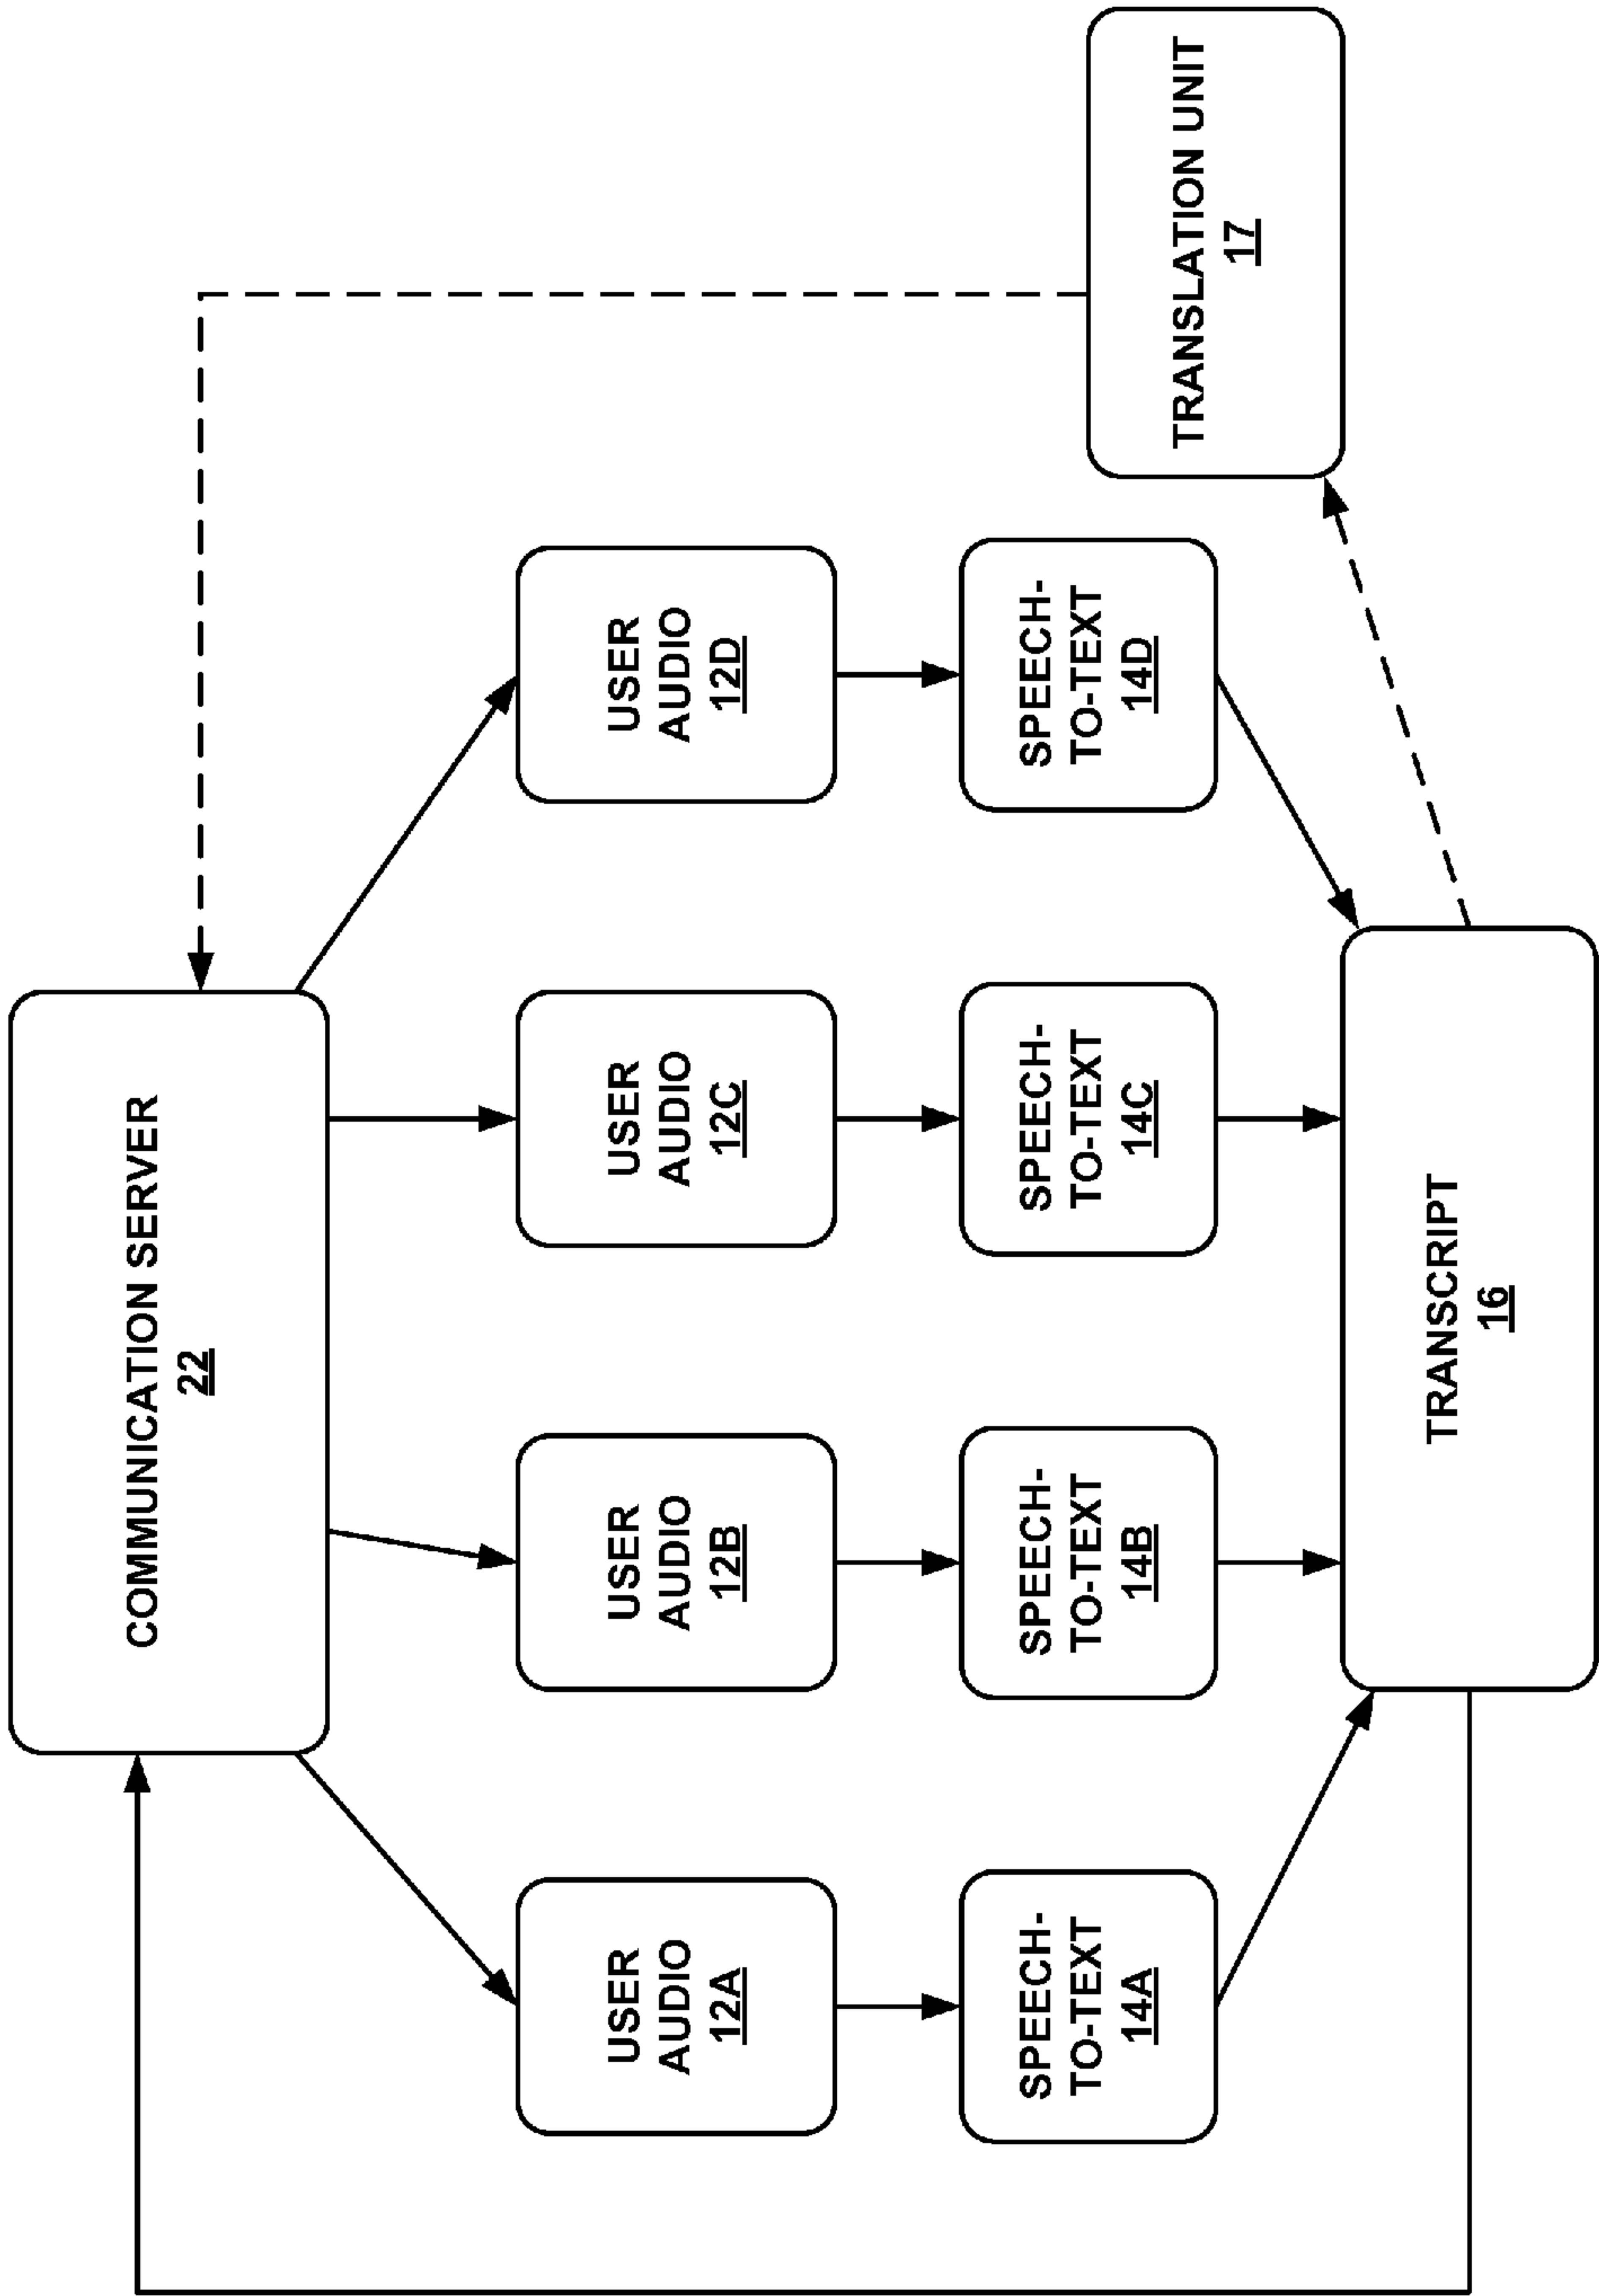 COMMUNICATION SERVER
22
USER
AUDIO
12A
USER
AUDIO
12B
USER
AUDIO
12C
USER
AUDIO
12D
SPEECH-
TO-TEXT
14A
SPEECH-
TO-TEXT
14B
SPEECH-
TO-TEXT
14C
SPEECH-
TO-TEXT
14D
TRANSLATION UNIT
17
TRANSCRIPT
16